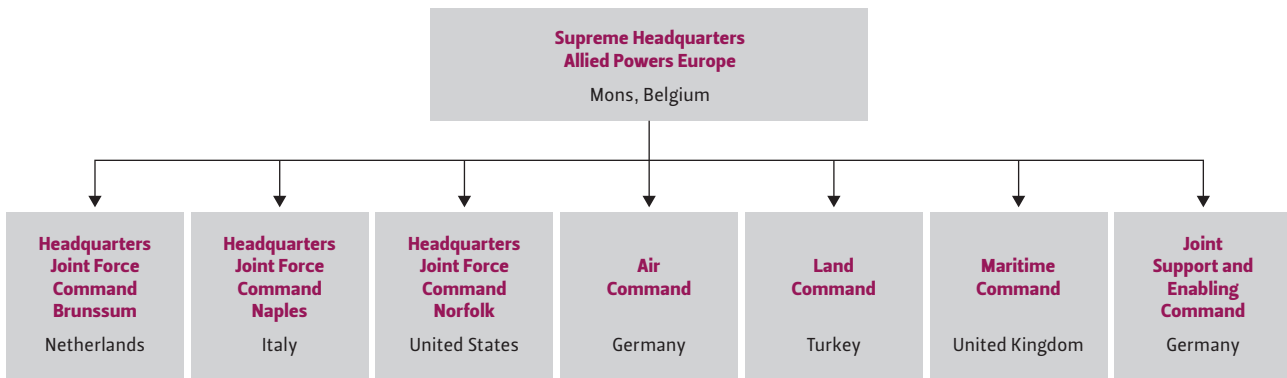 Supreme Headquarters
Allied Powers Europe
Mons, Belgium
Headquarters
Joint Force
Command
Brunssum
Netherlands
Headquarters
Joint Force
Command
Naples
Italy
Headquarters
Joint Force
Command
Norfolk
United States
Air
Command
Germany
Land
Command
Turkey
Maritime
Command
United Kingdom
Joint
Support and
Enabling
Command
Germany